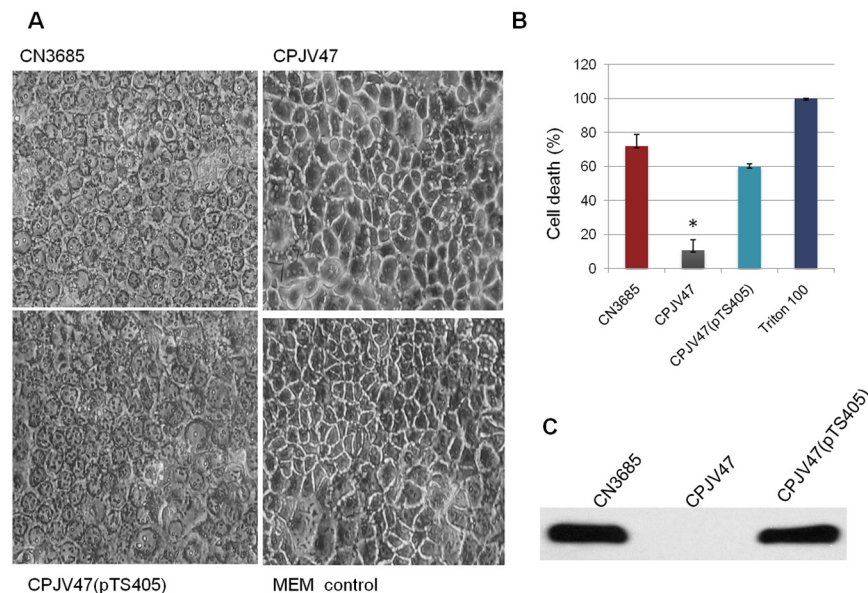 A
CN3685
CPJV47
CPJV47(pTS405)
MEM control
B
Cell death (%)
120
100
80
60
40
20
0
*
CN3685
CPJV47
CPJV47(pTS405)
Triton 100
C
CN3685
CPJV47
CPJV47(pTS405)